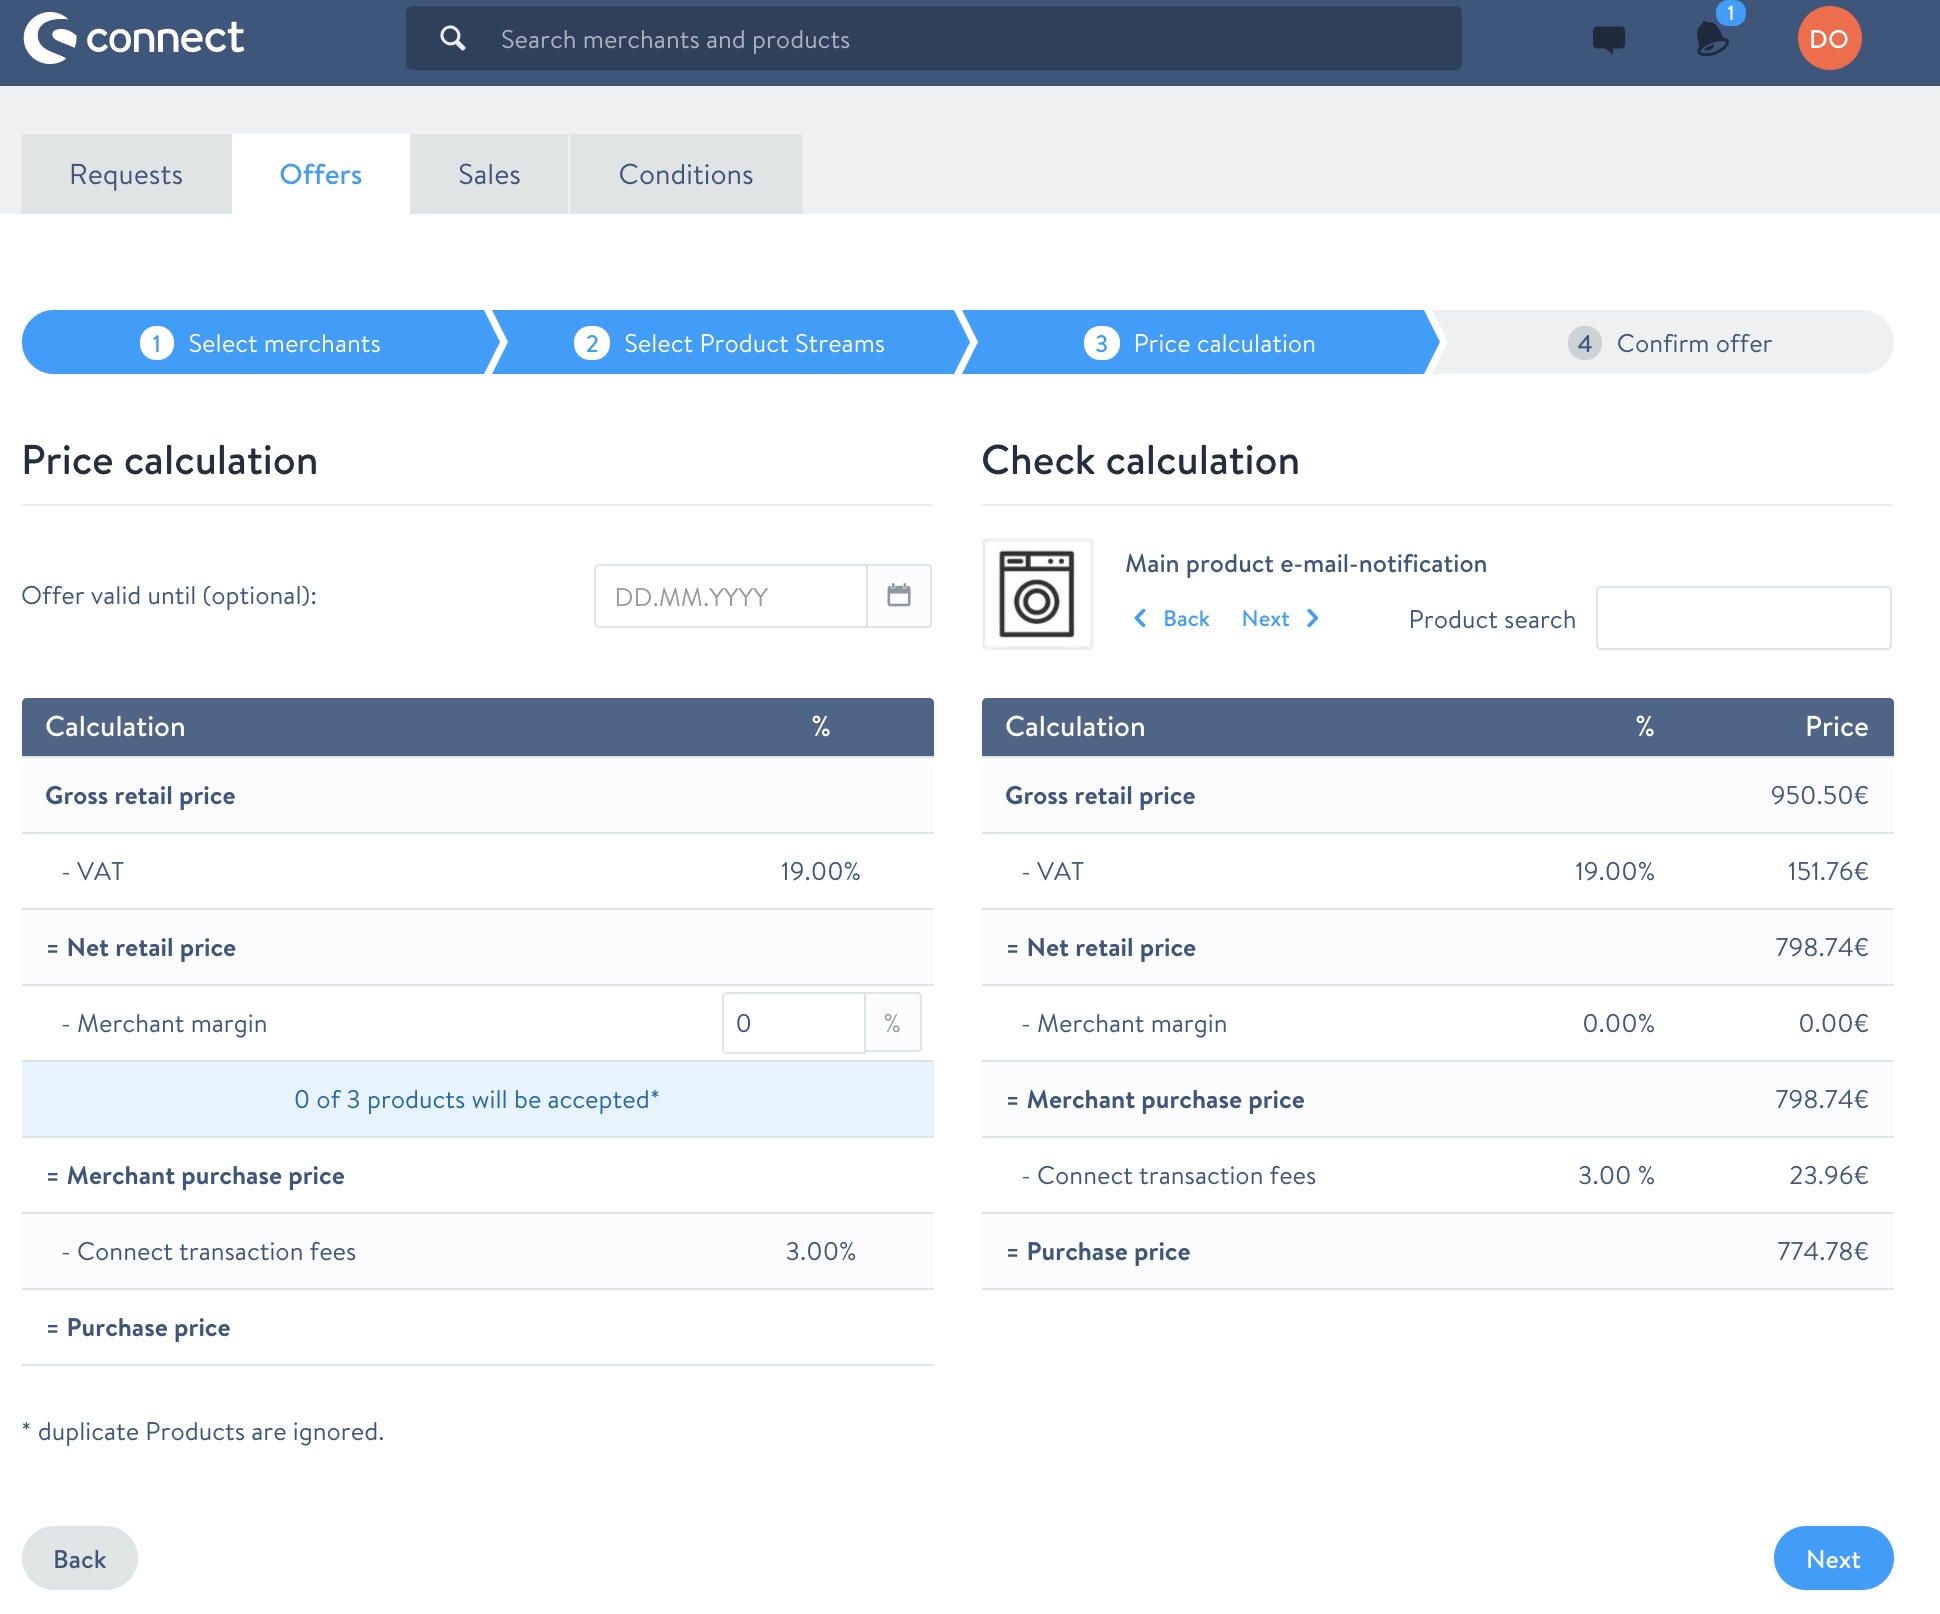 connect
Search merchants and products
1
DO
Requests
Offers
Sales
Conditions
1 Select merchants
2 Select Product Streams
3 Price calculation
4 Confirm offer
Price calculation
Offer valid until (optional):
DD.MM.YYYY
Calculation %
Gross retail price
- VAT 19.00%
= Net retail price
- Merchant margin 0 %
0 of 3 products will be accepted*
= Merchant purchase price
- Connect transaction fees 3.00%
= Purchase price
* duplicate Products are ignored.
Check calculation
Main product e-mail-notification
Back Next Product search
Calculation % Price
Gross retail price 950.50€
- VAT 19.00% 151.76€
= Net retail price 798.74€
- Merchant margin 0.00% 0.00€
= Merchant purchase price 798.74€
- Connect transaction fees 3.00 % 23.96€
= Purchase price 774.78€
Back
Next